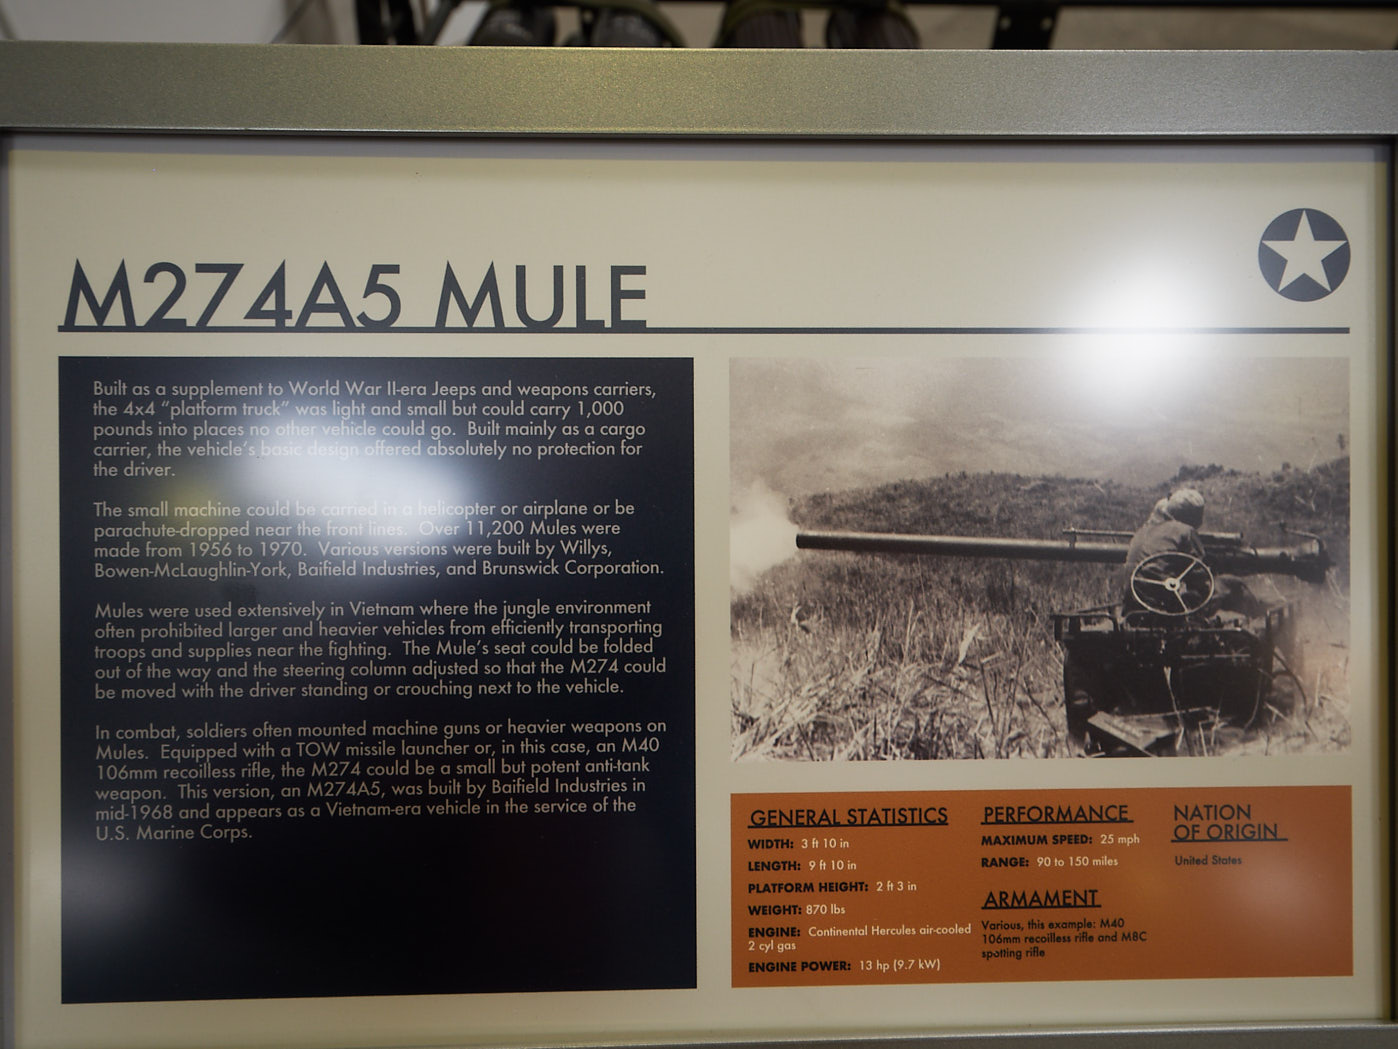 M274A5 MULE
Built as a supplement to World War II-era Jeeps and weapons carriers,
the 4x4 “platform truck” was light and small but could carry 1,000
pounds into places no other vehicle could go.  Built mainly as a cargo
carrier, the vehicle’s basic design offered absolutely no protection for
the driver.
The small machine could be carried in a helicopter or airplane or be
parachute-dropped near the front lines.  Over 11,200 Mules were
made from 1956 to 1970.  Various versions were built by Willys,
Bowen-McLaughlin-York, Baifield Industries, and Brunswick Corporation.
Mules were used extensively in Vietnam where the jungle environment
often prohibited larger and heavier vehicles from efficiently transporting
troops and supplies near the fighting.  The Mule’s seat could be folded
out of the way and the steering column adjusted so that the M274 could
be moved with the driver standing or crouching next to the vehicle.
In combat, soldiers often mounted machine guns or heavier weapons on
Mules.  Equipped with a TOW missile launcher or, in this case, an M40
106mm recoilless rifle, the M274 could be a small but potent anti-tank
weapon.  This version, an M274A5, was built by Baifield Industries in
mid-1968 and appears as a Vietnam-era vehicle in the service of the
U.S. Marine Corps.
GENERAL STATISTICS
WIDTH:  3 ft 10 in
LENGTH:  9 ft 10 in
PLATFORM HEIGHT:  2 ft 3 in
WEIGHT: 870 lbs
ENGINE:  Continental Hercules air-cooled
2 cyl gas
ENGINE POWER:  13 hp (9.7 kW)
PERFORMANCE
MAXIMUM SPEED:  25 mph
RANGE:  90 to 150 miles
ARMAMENT
Various, this example: M40
106mm recoilless rifle and M8C
spotting rifle
NATION
OF ORIGIN
United States